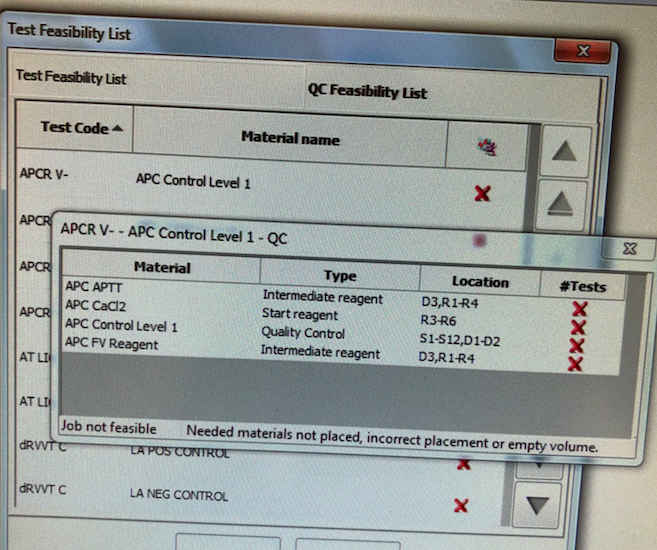 Test Feasibility List
Test Feasibility List QC Feasibility List
Test Code Material name
APCR V- APC Control Level 1
APCR
APCR V- - APC Control Level 1 - QC
Material Type Location #Tests
APC APTT Intermediate reagent D3,R1-R4
APC CaCl2 Start reagent R3-R6
APC Control Level 1 Quality Control S1-S12,D1-D2
APC FV Reagent Intermediate reagent D3,R1-R4
Job not feasible Needed materials not placed, incorrect placement or empty volume.
APCR
APCR
AT LI
AT LI
dRVVT C LA POS CONTROL
dRVVT C LA NEG CONTROL